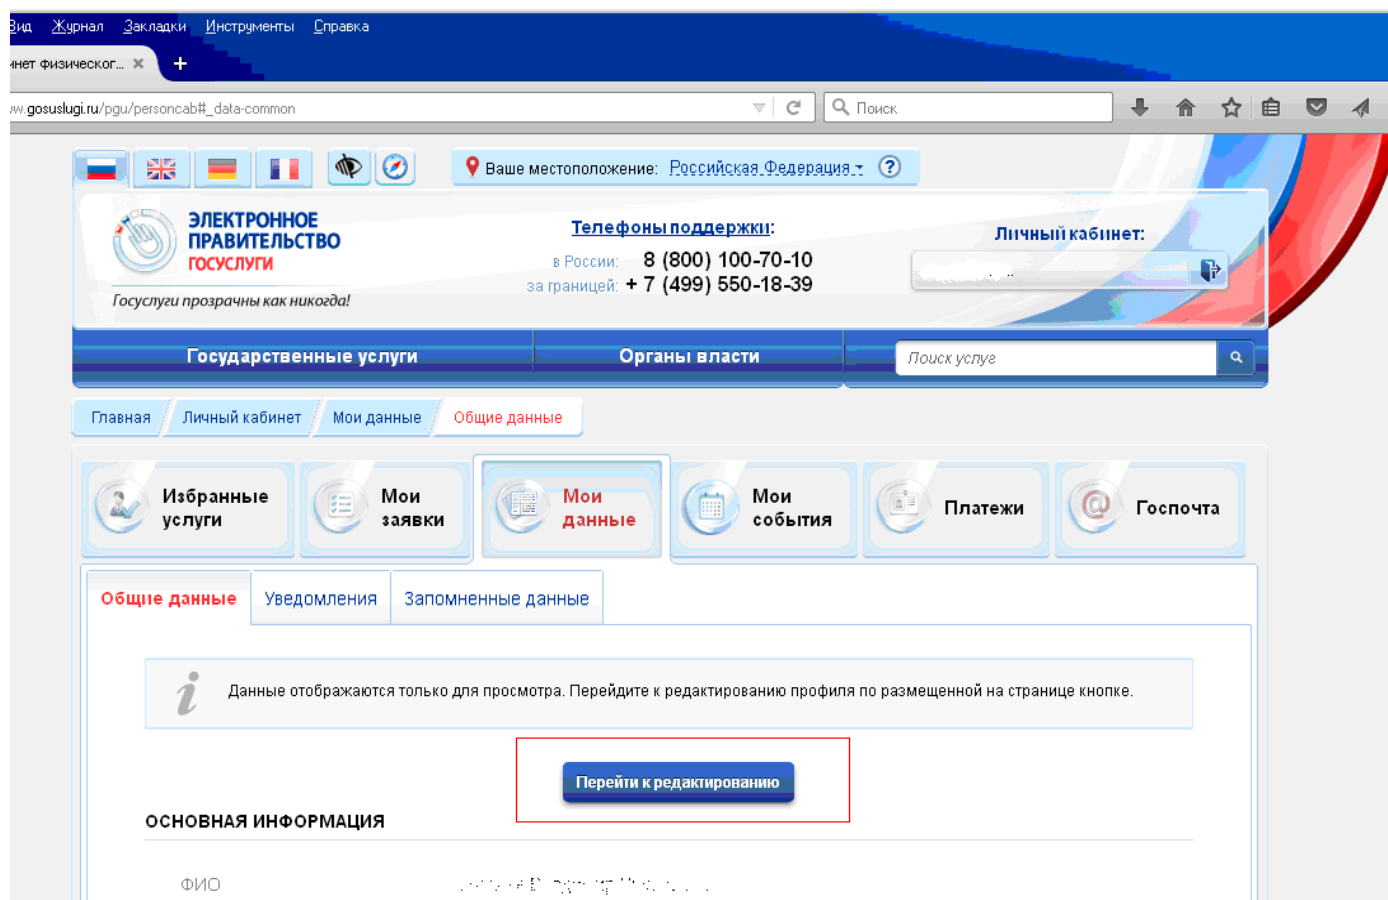 Вид Журнал Закладки Инструменты Справка
инет физическог... × +
ww.gosuslugi.ru/pgu/personcab#_data-common
Поиск
Ваше местоположение: Российская Федерация ?
ЭЛЕКТРОННОЕ
ПРАВИТЕЛЬСТВО
ГОСУСЛУГИ
Госуслуги прозрачны как никогда!
Телефоны поддержки:
в России: 8 (800) 100-70-10
за границей: + 7 (499) 550-18-39
Личный кабинет:
Государственные услуги
Органы власти
Поиск услуг
Главная Личный кабинет Мои данные Общие данные
Избранные
услуги
Мои
заявки
Мои
данные
Мои
события
Платежи
Госпочта
Общие данные Уведомления Запомненные данные
Данные отображаются только для просмотра. Перейдите к редактированию профиля по размещенной на странице кнопке.
Перейти к редактированию
ОСНОВНАЯ ИНФОРМАЦИЯ
ФИО